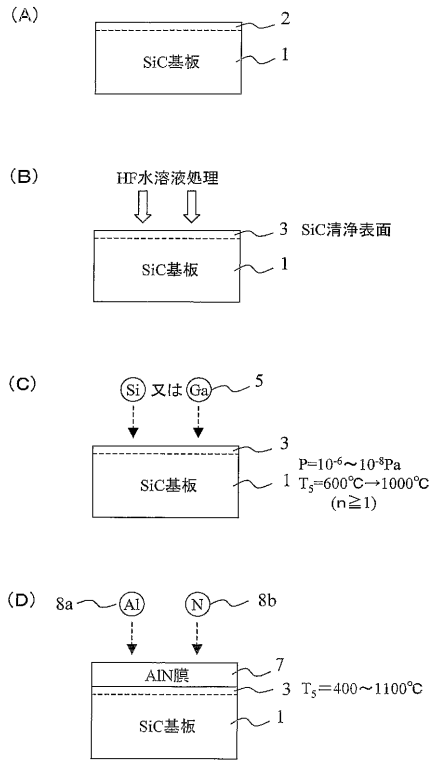 (A)
2
SiC基板
1
(B)
HF水溶液処理
3 SiC清浄表面
SiC基板
1
(C)
Si 又は Ga 5
3
SiC基板
1
P=10⁻⁶～10⁻⁸Pa
T₅=600℃→1000℃
(n≧1)
(D)
8a Al N 8b
AlN膜
7
3 T₅=400～1100℃
SiC基板
1